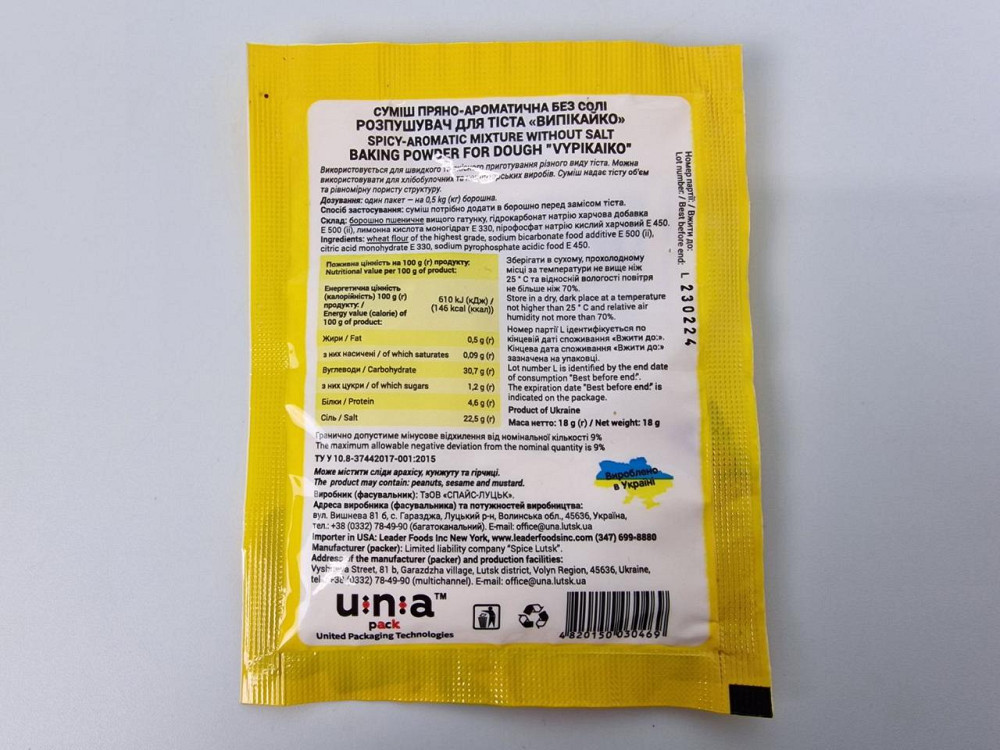 СУМІШ ПРЯНО-АРОМАТИЧНА БЕЗ СОЛІ
РОЗПУШУВАЧ ДЛЯ ТІСТА «ВИПІКАЙКО»
SPICY-AROMATIC MIXTURE WITHOUT SALT
BAKING POWDER FOR DOUGH "VYPIKAIKO"
Використовується для швидкого приготування різного виду тіста. Можна
використовувати для хлібобулочних та виробів. Суміш надає тісту об'єм
та рівномірну пористу структуру.
Дозування: один пакет — на 0,5 kg (кг) борошна.
Спосіб застосування: суміш потрібно додати в борошно перед замісом тіста.
Склад: борошно пшеничне вищого ґатунку, гідрокарбонат натрію харчова добавка
Е 500 (ii), лимонна кислота моногідрат Е 330, пірофосфат натрію кислий харчовий Е 450.
Ingredients: wheat flour of the highest grade, sodium bicarbonate food additive E 500 (ii),
citric acid monohydrate E 330, sodium pyrophosphate acidic food E 450.
Поживна цінність на 100 g (г) продукту:
Nutritional value per 100 g of product:
Енергетична цінність
(калорійність) 100 g (г)
продукту: /
Energy value (calorie) of
100 g of product:
610 kJ (кДж) /
(146 kcal (ккал))
Жири / Fat 0,5 g (г)
з них насичені / of which saturates 0,09 g (г)
Вуглеводи / Carbohydrate 30,7 g (г)
з них цукри / of which sugars 1,2 g (г)
Білки / Protein 4,6 g (г)
Сіль / Salt 22,5 g (г)
Зберігати в сухому, прохолодному
місці за температури не вище ніж
25 ° С та відносній вологості повітря
не більше ніж 70%.
Store in a dry, dark place at a temperature
not higher than 25 ° C and relative air
humidity not more than 70%.
Номер партії L ідентифікується по
кінцевій даті споживання «Вжити до:».
Кінцева дата споживання «Вжити до:»
зазначена на упаковці.
Lot number L is identified by the end date
of consumption "Best before end:".
The expiration date "Best before end:" is
indicated on the package.
Product of Ukraine
Маса нетто: 18 g (г) / Net weight: 18 g
Номер партії: / Вжити до:
Lot number: / Best before end:
L 230224
Гранично допустиме мінусове відхилення від номінальної кількості 9%
The maximum allowable negative deviation from the nominal quantity is 9%
ТУ У 10.8-37442017-001:2015
Може містити сліди арахісу, кунжуту та гірчиці.
The product may contain: peanuts, sesame and mustard.
Вироблено
в Україні
Виробник (фасувальник): ТзОВ «СПАЙС-ЛУЦЬК».
Адреса виробника (фасувальника) та потужностей виробництва:
вул. Вишнева 81 б, с. Гаразджа, Луцький р-н, Волинська обл., 45636, Україна,
тел.: +38 (0332) 78-49-90 (багатоканальний). E-mail: office@una.lutsk.ua
Importer in USA: Leader Foods Inc New York, www.leaderfoodsinc.com (347) 699-8880
Manufacturer (packer): Limited liability company "Spice Lutsk".
Address of the manufacturer (packer) and production facilities:
Street, 81 b, Garazdzha village, Lutsk district, Volyn Region, 45636, Ukraine,
tel.: +38 (0332) 78-49-90 (multichannel). E-mail: office@una.lutsk.ua
u:n:a™
pack
United Packaging Technologies
4820150030469